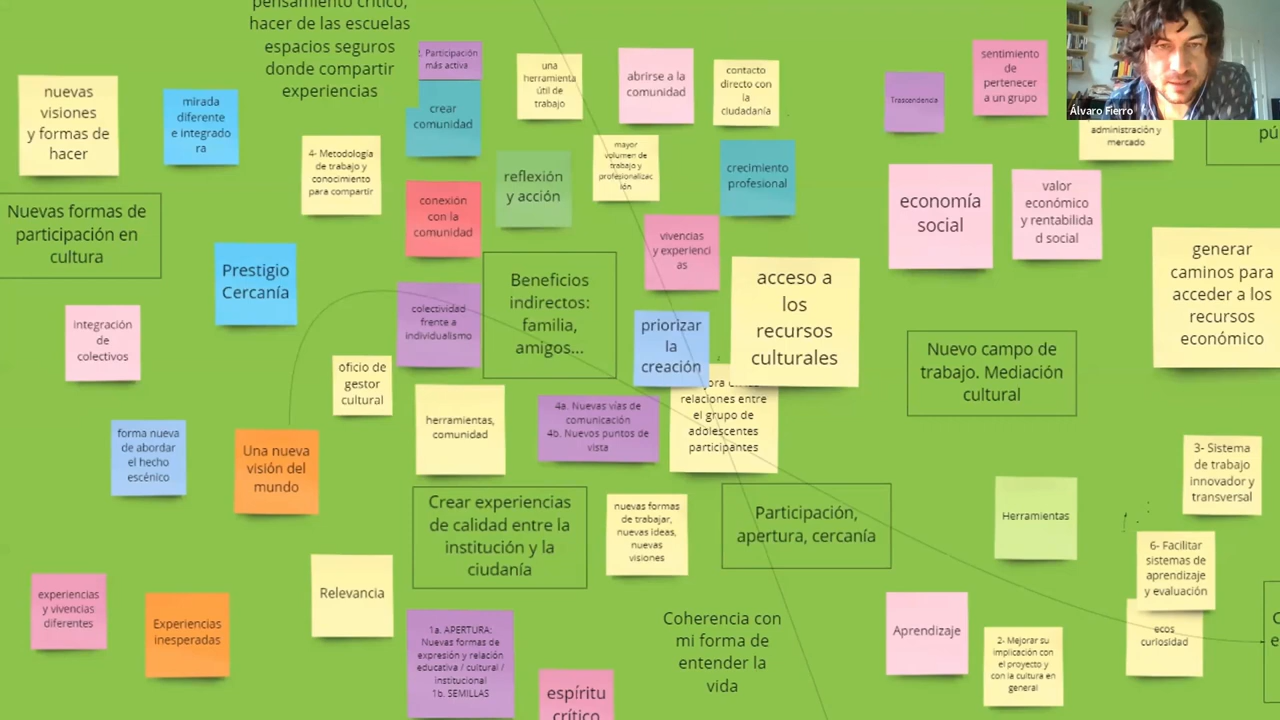 pensamiento crítico,
hacer de las escuelas
espacios seguros
donde compartir
experiencias
nuevas
visiones
y formas de
hacer
mirada
diferente
e integrado
ra
4- Metodología
de trabajo y
conocimiento
para compartir
Participación
más activa
crear
comunidad
una
herramienta
útil de
trabajo
abrirse a la
comunidad
contacto
directo con
la
ciudadanía
Trascendencia
sentimiento
de
pertenecer
a un grupo
Álvaro Fierro
administración y
mercado
pú
reflexión
y acción
mayor
volumen de
trabajo y
profesionalizac
ión
crecimiento
profesional
conexión
con la
comunidad
vivencias
y experienci
as
economía
social
valor
económico
y rentabilida
d social
Nuevas formas de
participación en
cultura
Prestigio
Cercanía
colectividad
frente a
individualismo
Beneficios
indirectos:
familia,
amigos...
priorizar
la
creación
acceso a
los
recursos
culturales
generar
caminos para
acceder a los
recursos
económico
integración
de
colectivos
oficio de
gestor
cultural
Nuevo campo de
trabajo. Mediación
cultural
herramientas,
comunidad
4a. Nuevas vías de
comunicación
4b. Nuevos puntos de
vista
relaciones entre
el grupo de
adolescentes
participantes
forma nueva
de abordar
el hecho
escénico
Una nueva
visión del
mundo
3- Sistema
de trabajo
innovador y
transversal
Crear experiencias
de calidad entre la
institución y la
ciudanía
nuevas formas
de trabajar,
nuevas ideas,
nuevas
visiones
Participación,
apertura, cercanía
Herramientas
6- Facilitar
sistemas de
aprendizaje
y evaluación
ecos
curiosidad
experiencias
y vivencias
diferentes
Experiencias
inesperadas
Relevancia
1a. APERTURA:
Nuevas formas de
expresión y relación
educativa / cultural /
institucional
1b. SEMILLAS
espíritu
crítico
Coherencia con
mi forma de
entender la
vida
Aprendizaje
2- Mejorar su
implicación con
el proyecto y
con la cultura en
general